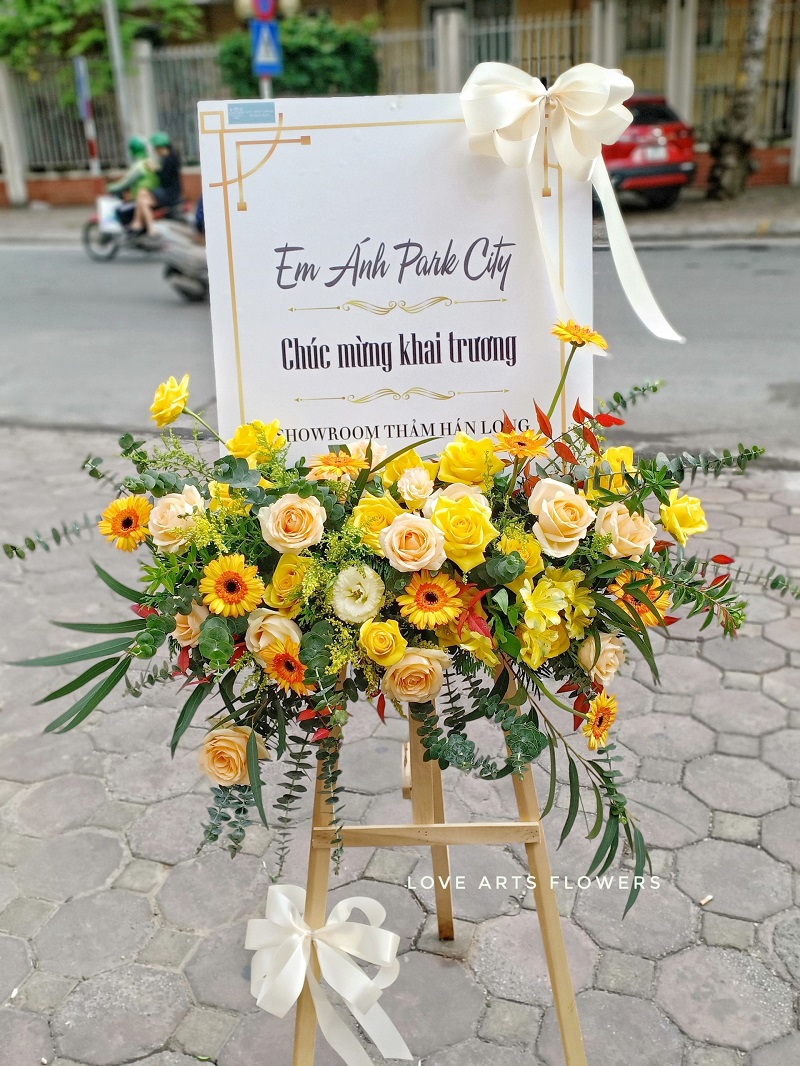 Em Ánh Park City
Chúc mừng khai trương
SHOWROOM THẢM HÁN LONG
LOVE ARTS FLOWERS